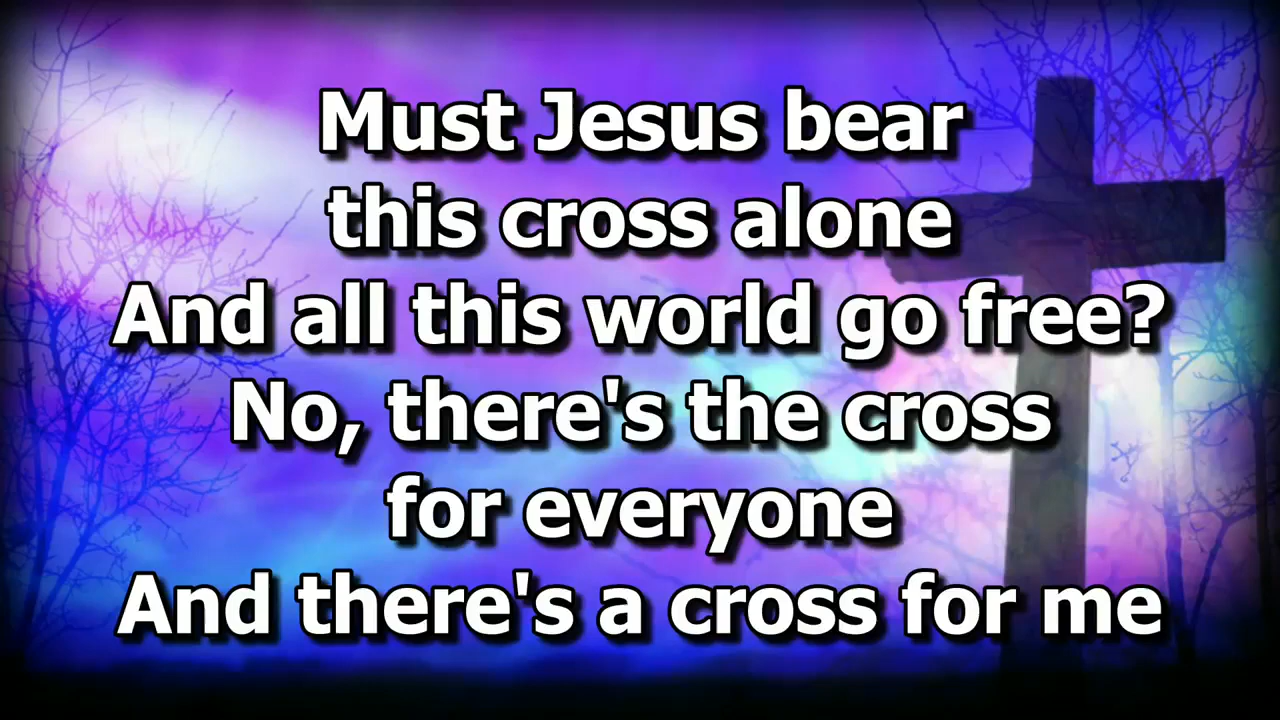 Must Jesus bear
this cross alone
And all this world go free?
No, there's the cross
for everyone
And there's a cross for me